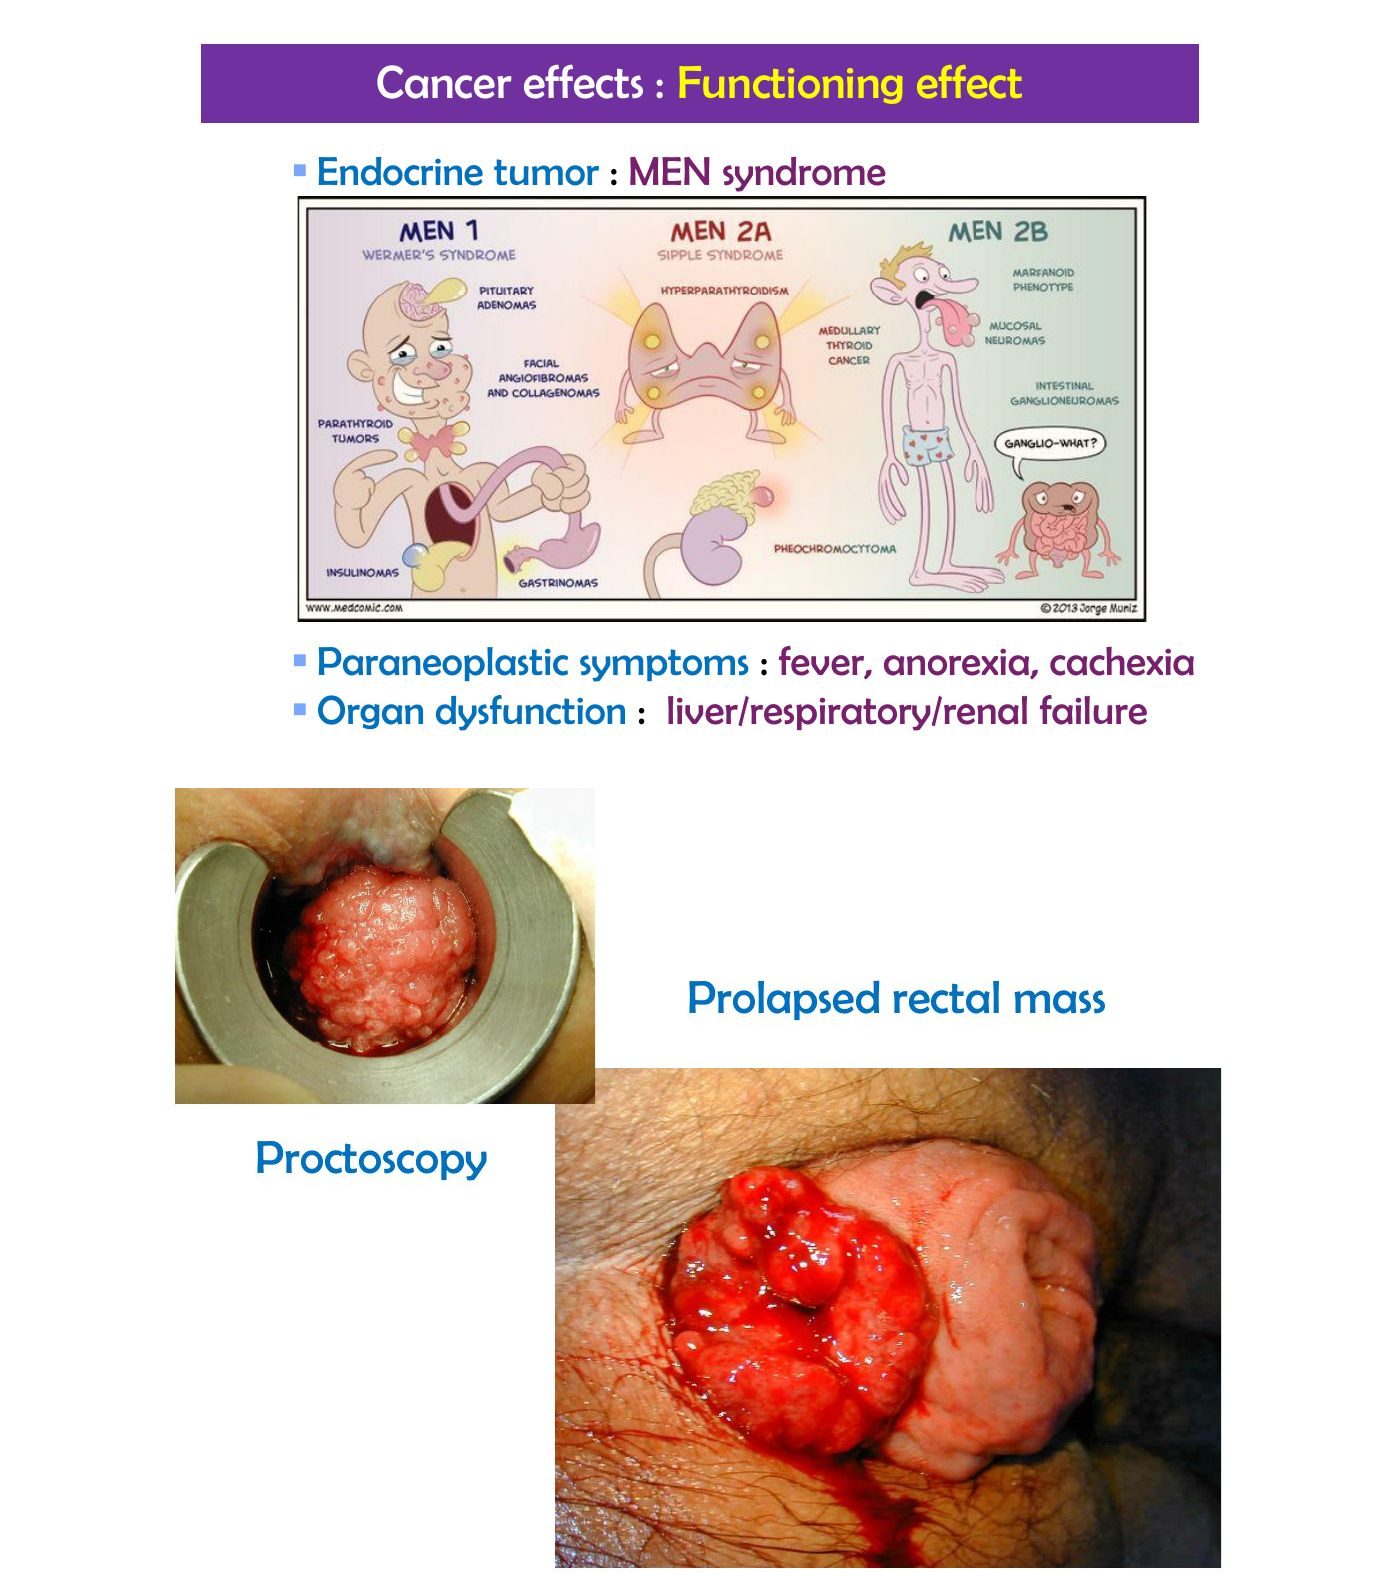 Cancer effects : Functioning effect
▪ Endocrine tumor : MEN syndrome
MEN 1
WERMER'S SYNDROME
PITUITARY
ADENOMAS
FACIAL
ANGIOFIBROMAS
AND COLLAGENOMAS
PARATHYROID
TUMORS
INSULINOMAS
GASTRINOMAS
MEN 2A
SIPPLE SYNDROME
HYPERPARATHYROIDISM
MEDULLARY
THYROID
CANCER
PHEOCHROMOCYTOMA
MEN 2B
MARFANOID
PHENOTYPE
MUCOSAL
NEUROMAS
INTESTINAL
GANGLIONEUROMAS
GANGLIO-WHAT?
www.medcomic.com
© 2013 Jorge Muniz
▪ Paraneoplastic symptoms : fever, anorexia, cachexia
▪ Organ dysfunction : liver/respiratory/renal failure
Prolapsed rectal mass
Proctoscopy